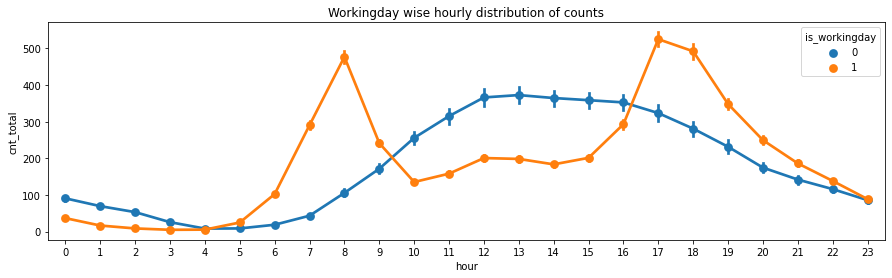 Workingday wise hourly distribution of counts
is_workingday
0
1
500
400
300
200
100
0
cnt_total
0 1 2 3 4 5 6 7 8 9 10 11 12 13 14 15 16 17 18 19 20 21 22 23
hour